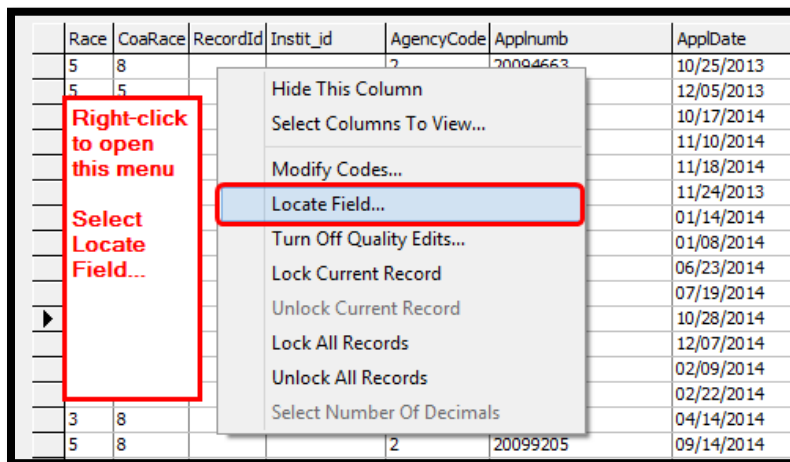 Race CoaRace RecordId Instit_id AgencyCode Applnumb ApplDate
5 8 2 20094663 10/25/2013
5 5 12/05/2013
10/17/2014
11/10/2014
11/18/2014
11/24/2013
01/14/2014
01/08/2014
06/23/2014
07/19/2014
10/28/2014
12/07/2014
02/09/2014
02/22/2014
3 8 04/14/2014
5 8 2 20099205 09/14/2014
Right-click
to open
this menu
Select
Locate
Field...
Hide This Column
Select Columns To View...
Modify Codes...
Locate Field...
Turn Off Quality Edits...
Lock Current Record
Unlock Current Record
Lock All Records
Unlock All Records
Select Number Of Decimals